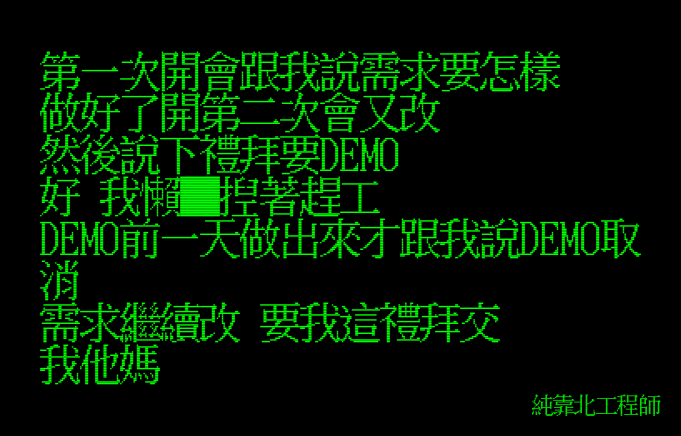 第一次開會跟我說需求要怎樣
做好了開第二次會又改
然後說下禮拜要DEMO
好 我懶▓揑著趕工
DEMO前一天做出來才跟我說DEMO取
消
需求繼續改 要我這禮拜交
我他媽
純靠北工程師